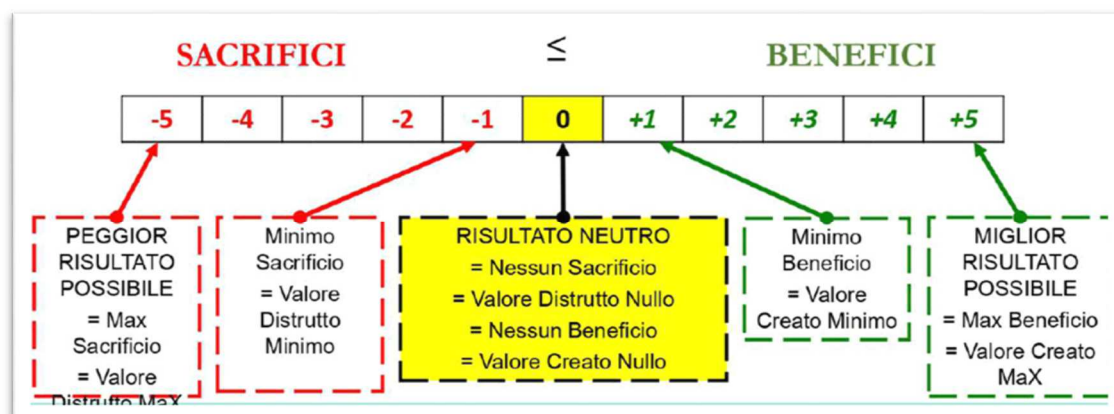 SACRIFICI ≤ BENEFICI
-5 -4 -3 -2 -1 0 +1 +2 +3 +4 +5
PEGGIOR
RISULTATO
POSSIBILE
= Max
Sacrificio
= Valore
Distrutto MaX
Minimo
Sacrificio
= Valore
Distrutto
Minimo
RISULTATO NEUTRO
= Nessun Sacrificio
= Valore Distrutto Nullo
= Nessun Beneficio
= Valore Creato Nullo
Minimo
Beneficio
= Valore
Creato Minimo
MIGLIOR
RISULTATO
POSSIBILE
= Max Beneficio
= Valore Creato
MaX